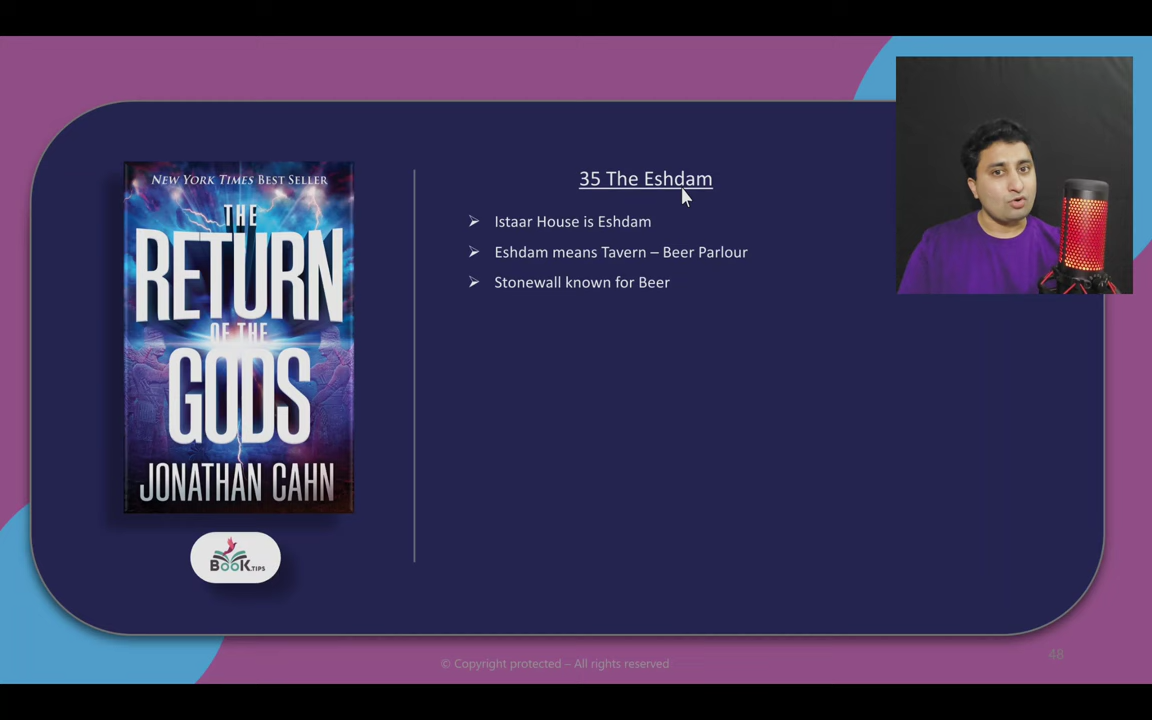 35 The Eshdam
Istaar House is Eshdam
Eshdam means Tavern – Beer Parlour
Stonewall known for Beer
NEW YORK TIMES BEST SELLER
THE
RETURN
OF THE
GODS
JONATHAN CAHN
BOOK.TIPS
© Copyright protected – All rights reserved
48